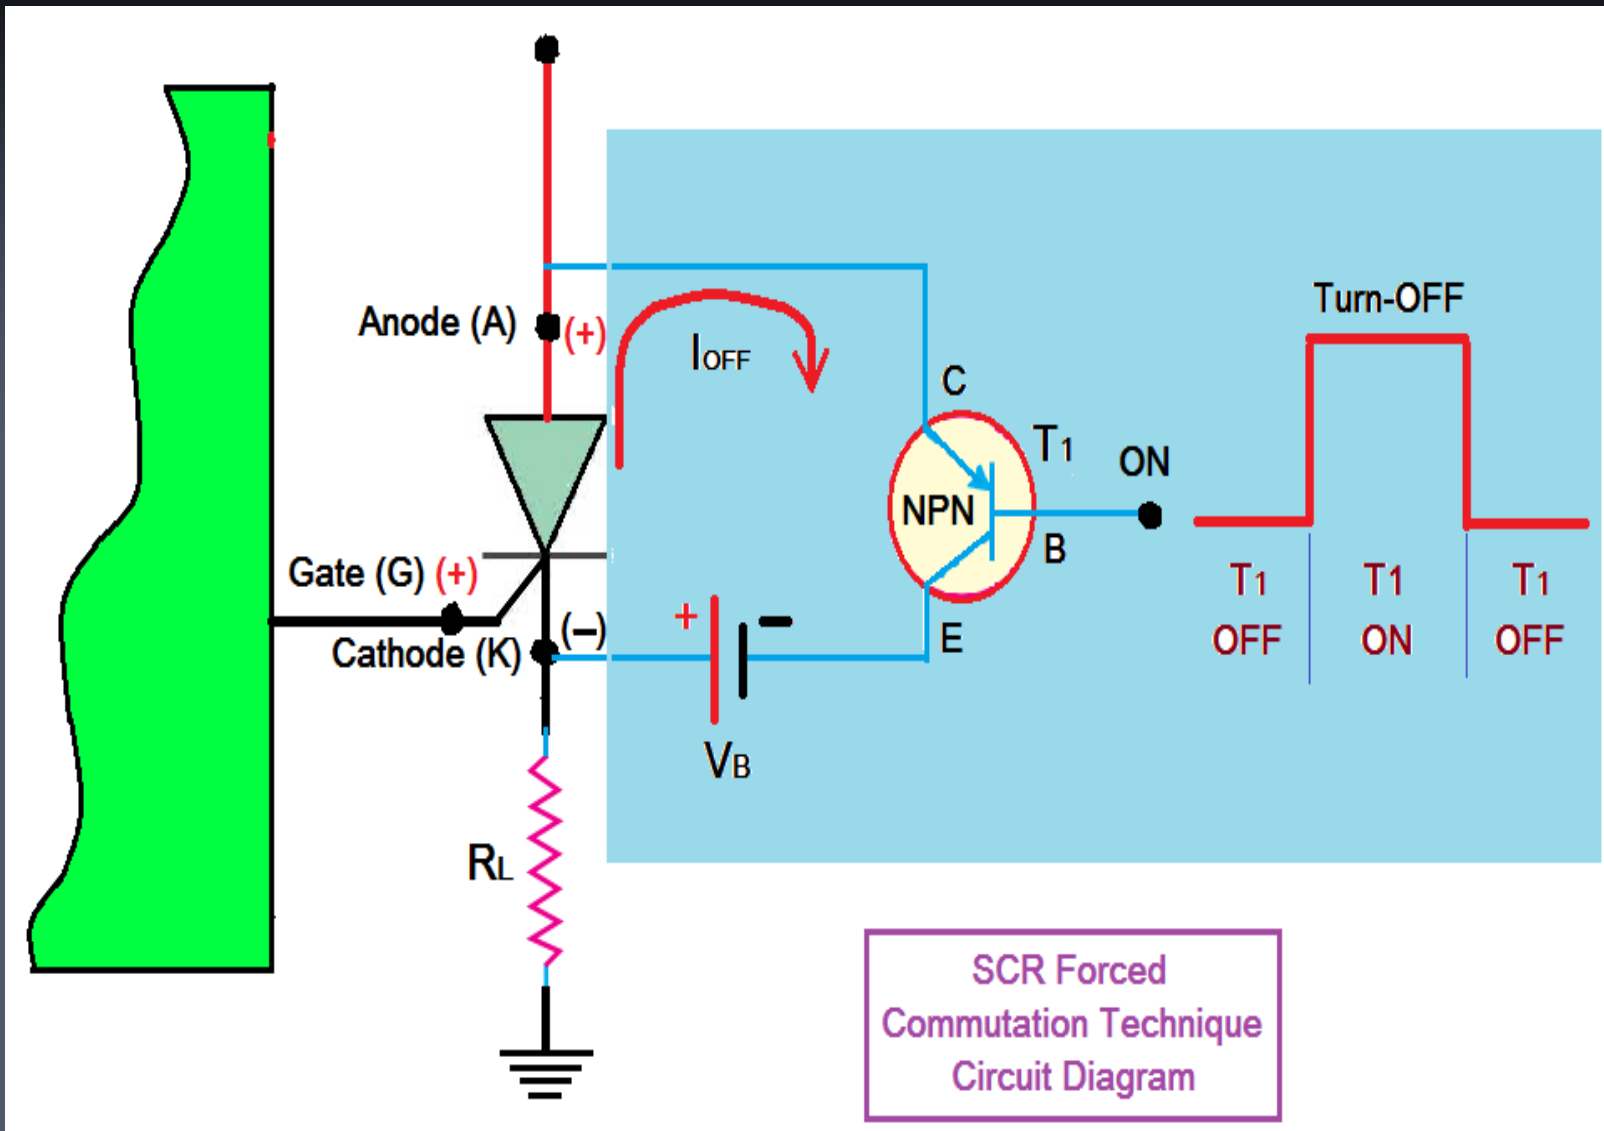 Turn-OFF
Anode (A)
(+)
IOFF
C
T1
ON
NPN
B
Gate (G) (+)
T1
T1
T1
(–)
+
-
E
OFF
ON
OFF
Cathode (K)
VB
RL
SCR Forced
Commutation Technique
Circuit Diagram